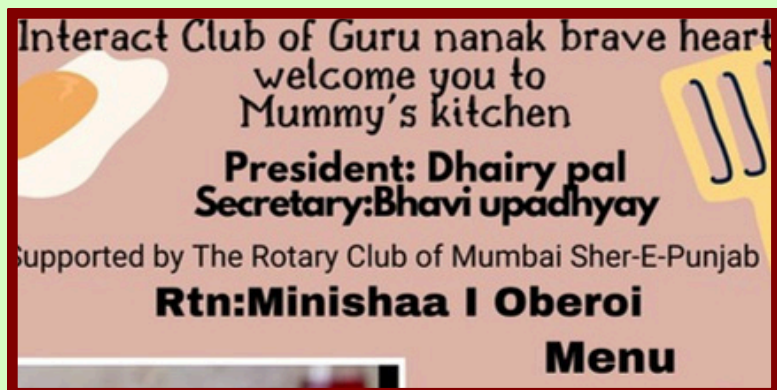 Interact Club of Guru nanak brave heart
welcome you to
Mummy's kitchen
President: Dhairy pal
Secretary:Bhavi upadhyay
Supported by The Rotary Club of Mumbai Sher-E-Punjab
Rtn:Minishaa I Oberoi
Menu